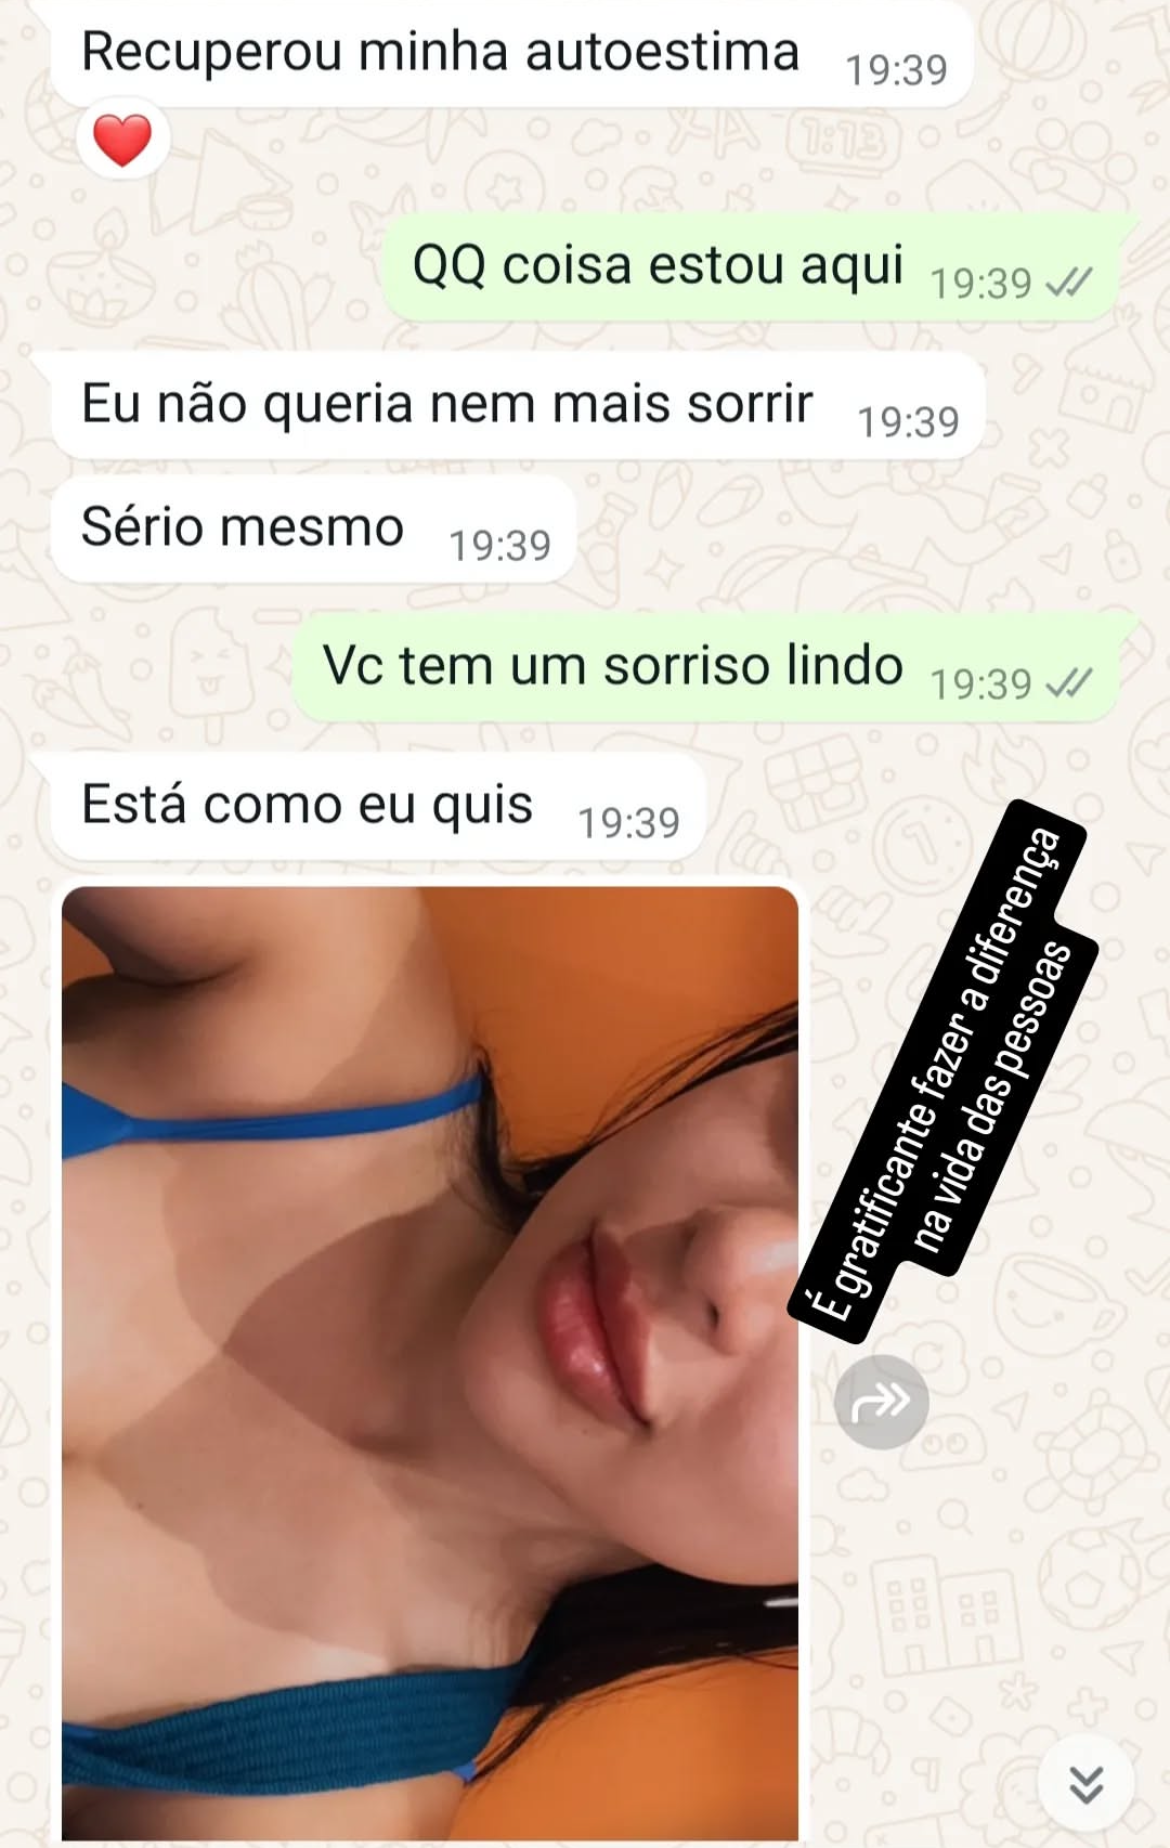 Recuperou minha autoestima 19:39
QQ coisa estou aqui 19:39
Eu não queria nem mais sorrir 19:39
Sério mesmo 19:39
Vc tem um sorriso lindo 19:39
Está como eu quis 19:39
É gratificante fazer a diferença
na vida das pessoas